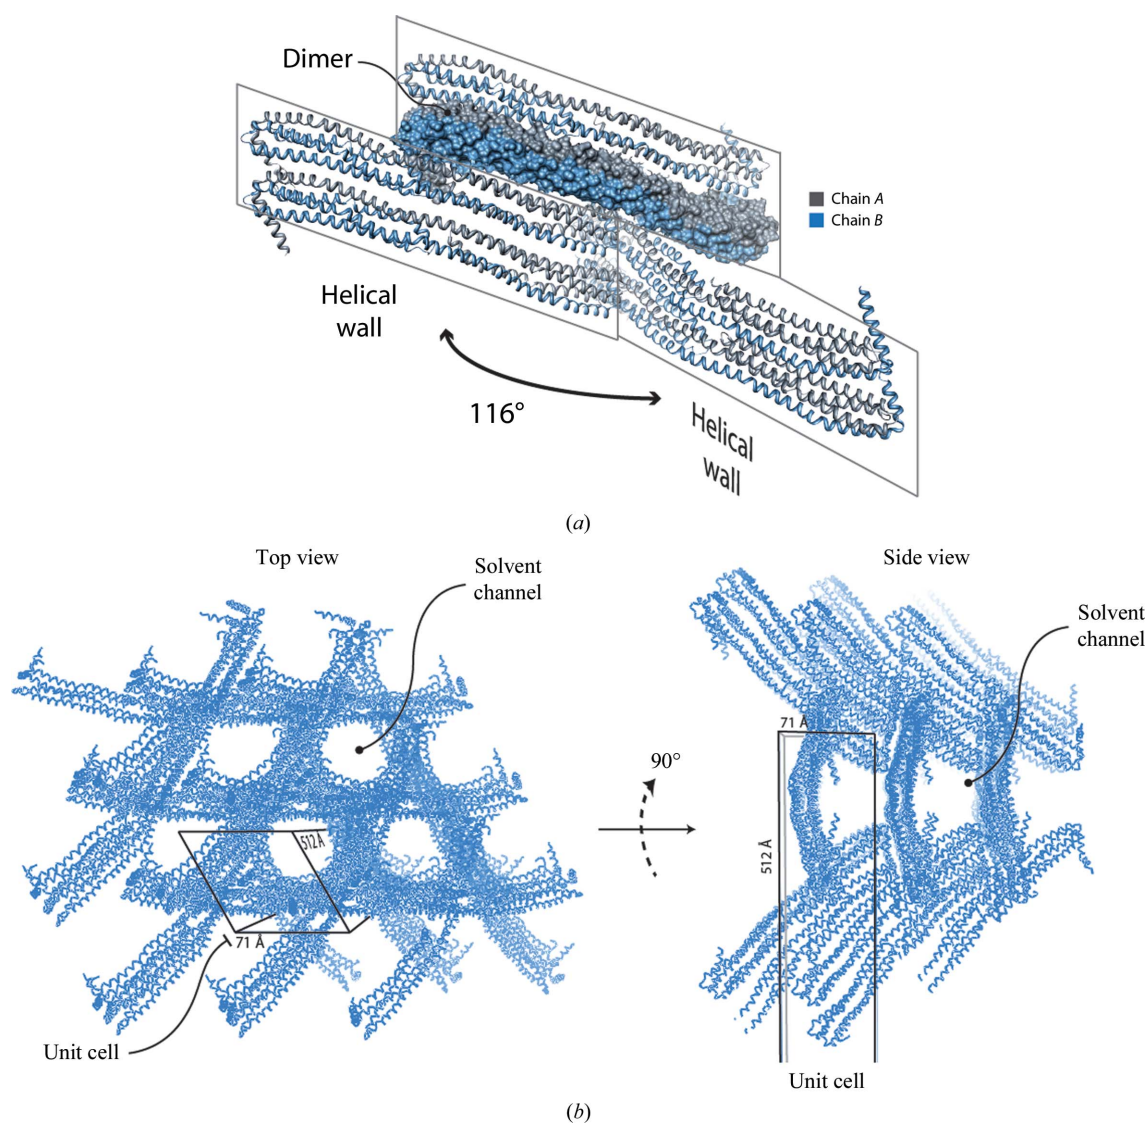 Dimer
Chain A
Chain B
Helical
wall
116°
Helical
wall
(a)
Top view
Solvent
channel
Side view
Solvent
channel
71 Å
90°
512 Å
512Å
71 Å
Unit cell
Unit cell
(b)